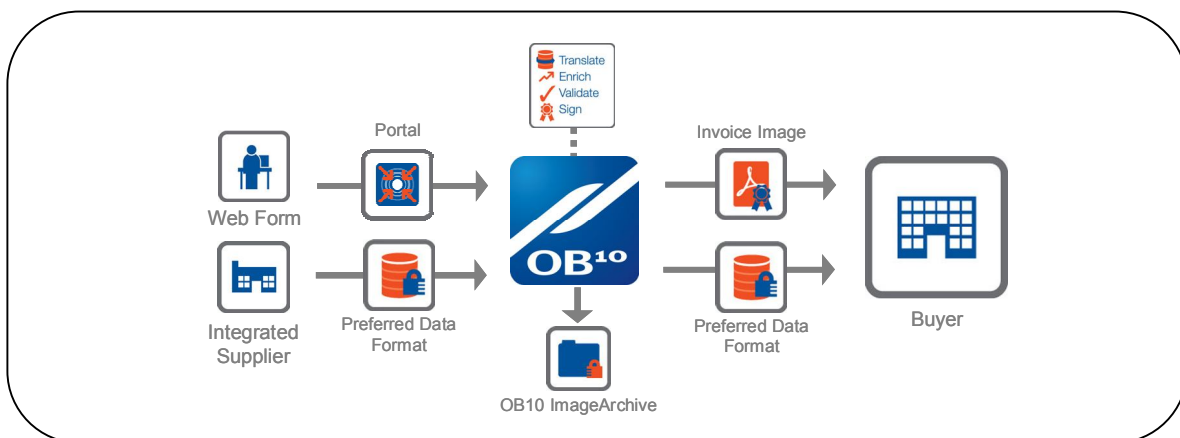 Translate
Enrich
Validate
Sign
Portal
Invoice Image
Web Form
OB10
Integrated
Supplier
Preferred Data
Format
Preferred Data
Format
Buyer
OB10 ImageArchive